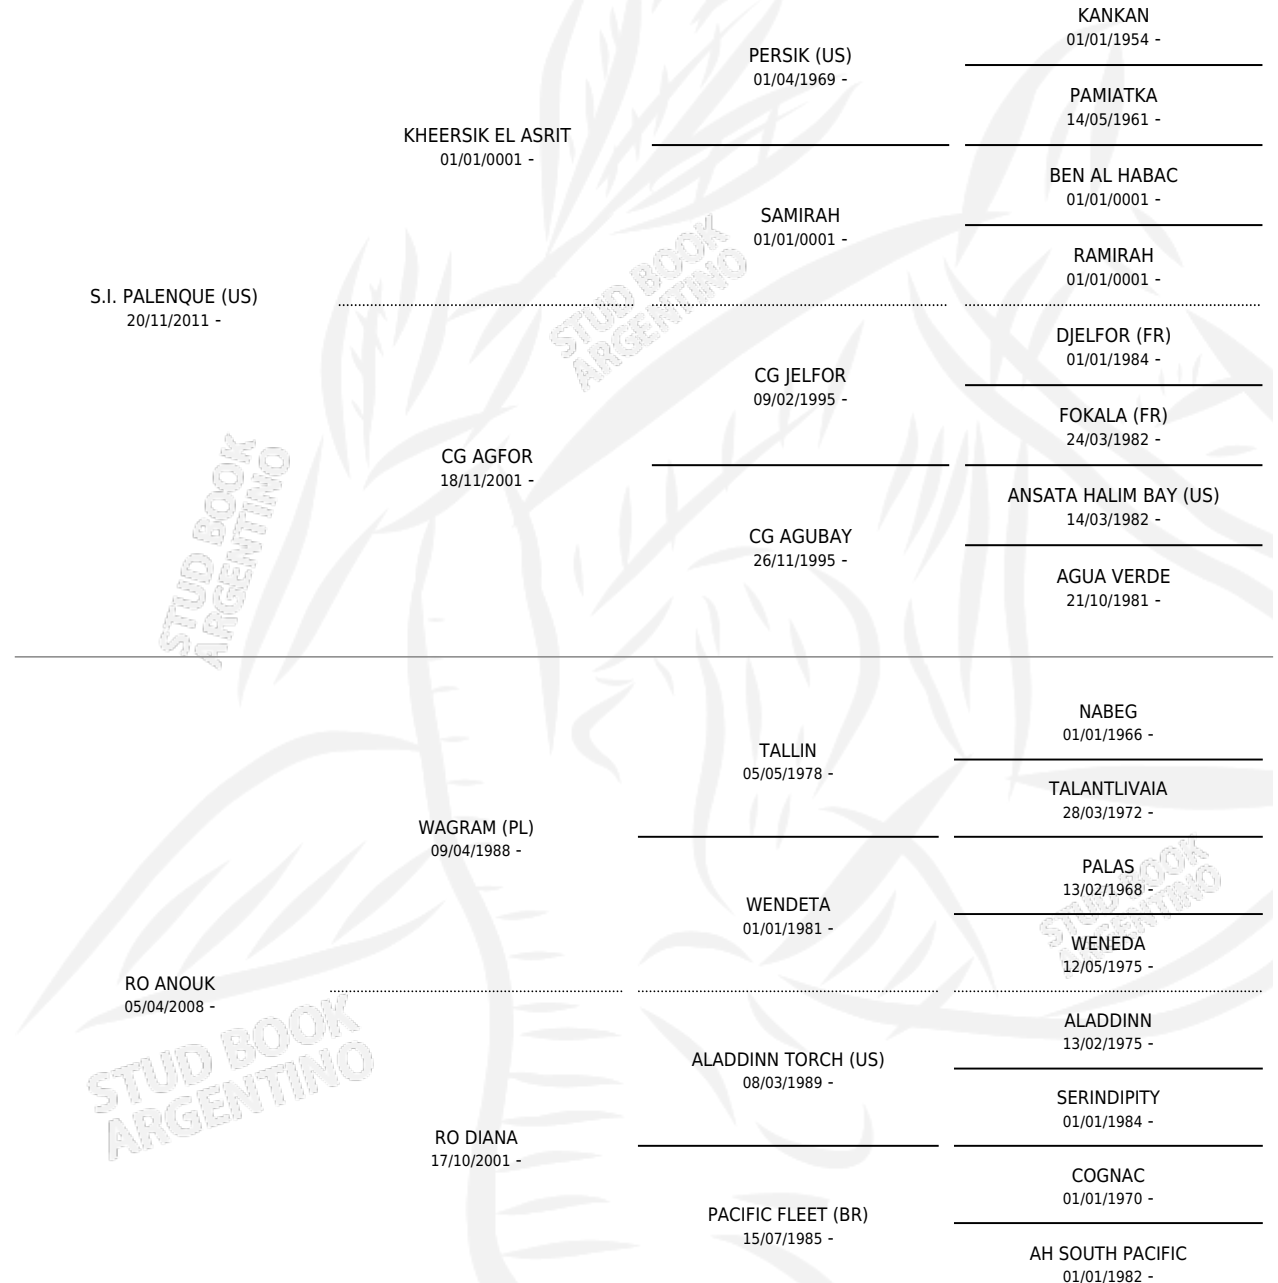 KANKAN
01/01/1954 -
PERSIK (US)
01/04/1969 -
PAMIATKA
14/05/1961 -
KHEERSIK EL ASRIT
01/01/0001 -
BEN AL HABAC
01/01/0001 -
SAMIRAH
01/01/0001 -
RAMIRAH
01/01/0001 -
S.I. PALENQUE (US)
20/11/2011 -
DJELFOR (FR)
01/01/1984 -
CG JELFOR
09/02/1995 -
FOKALA (FR)
24/03/1982 -
CG AGFOR
18/11/2001 -
ANSATA HALIM BAY (US)
14/03/1982 -
CG AGUBAY
26/11/1995 -
AGUA VERDE
21/10/1981 -
NABEG
01/01/1966 -
TALLIN
05/05/1978 -
TALANTLIVAIA
28/03/1972 -
WAGRAM (PL)
09/04/1988 -
PALAS
13/02/1968 -
WENDETA
01/01/1981 -
WENEDA
12/05/1975 -
RO ANOUK
05/04/2008 -
ALADDINN
13/02/1975 -
ALADDINN TORCH (US)
08/03/1989 -
SERINDIPITY
01/01/1984 -
RO DIANA
17/10/2001 -
COGNAC
01/01/1970 -
PACIFIC FLEET (BR)
15/07/1985 -
AH SOUTH PACIFIC
01/01/1982 -
STUD BOOK
ARGENTINO
STUD BOOK
ARGENTINO
STUD BOOK
ARGENTINO
STUD BOOK
ARGENTINO